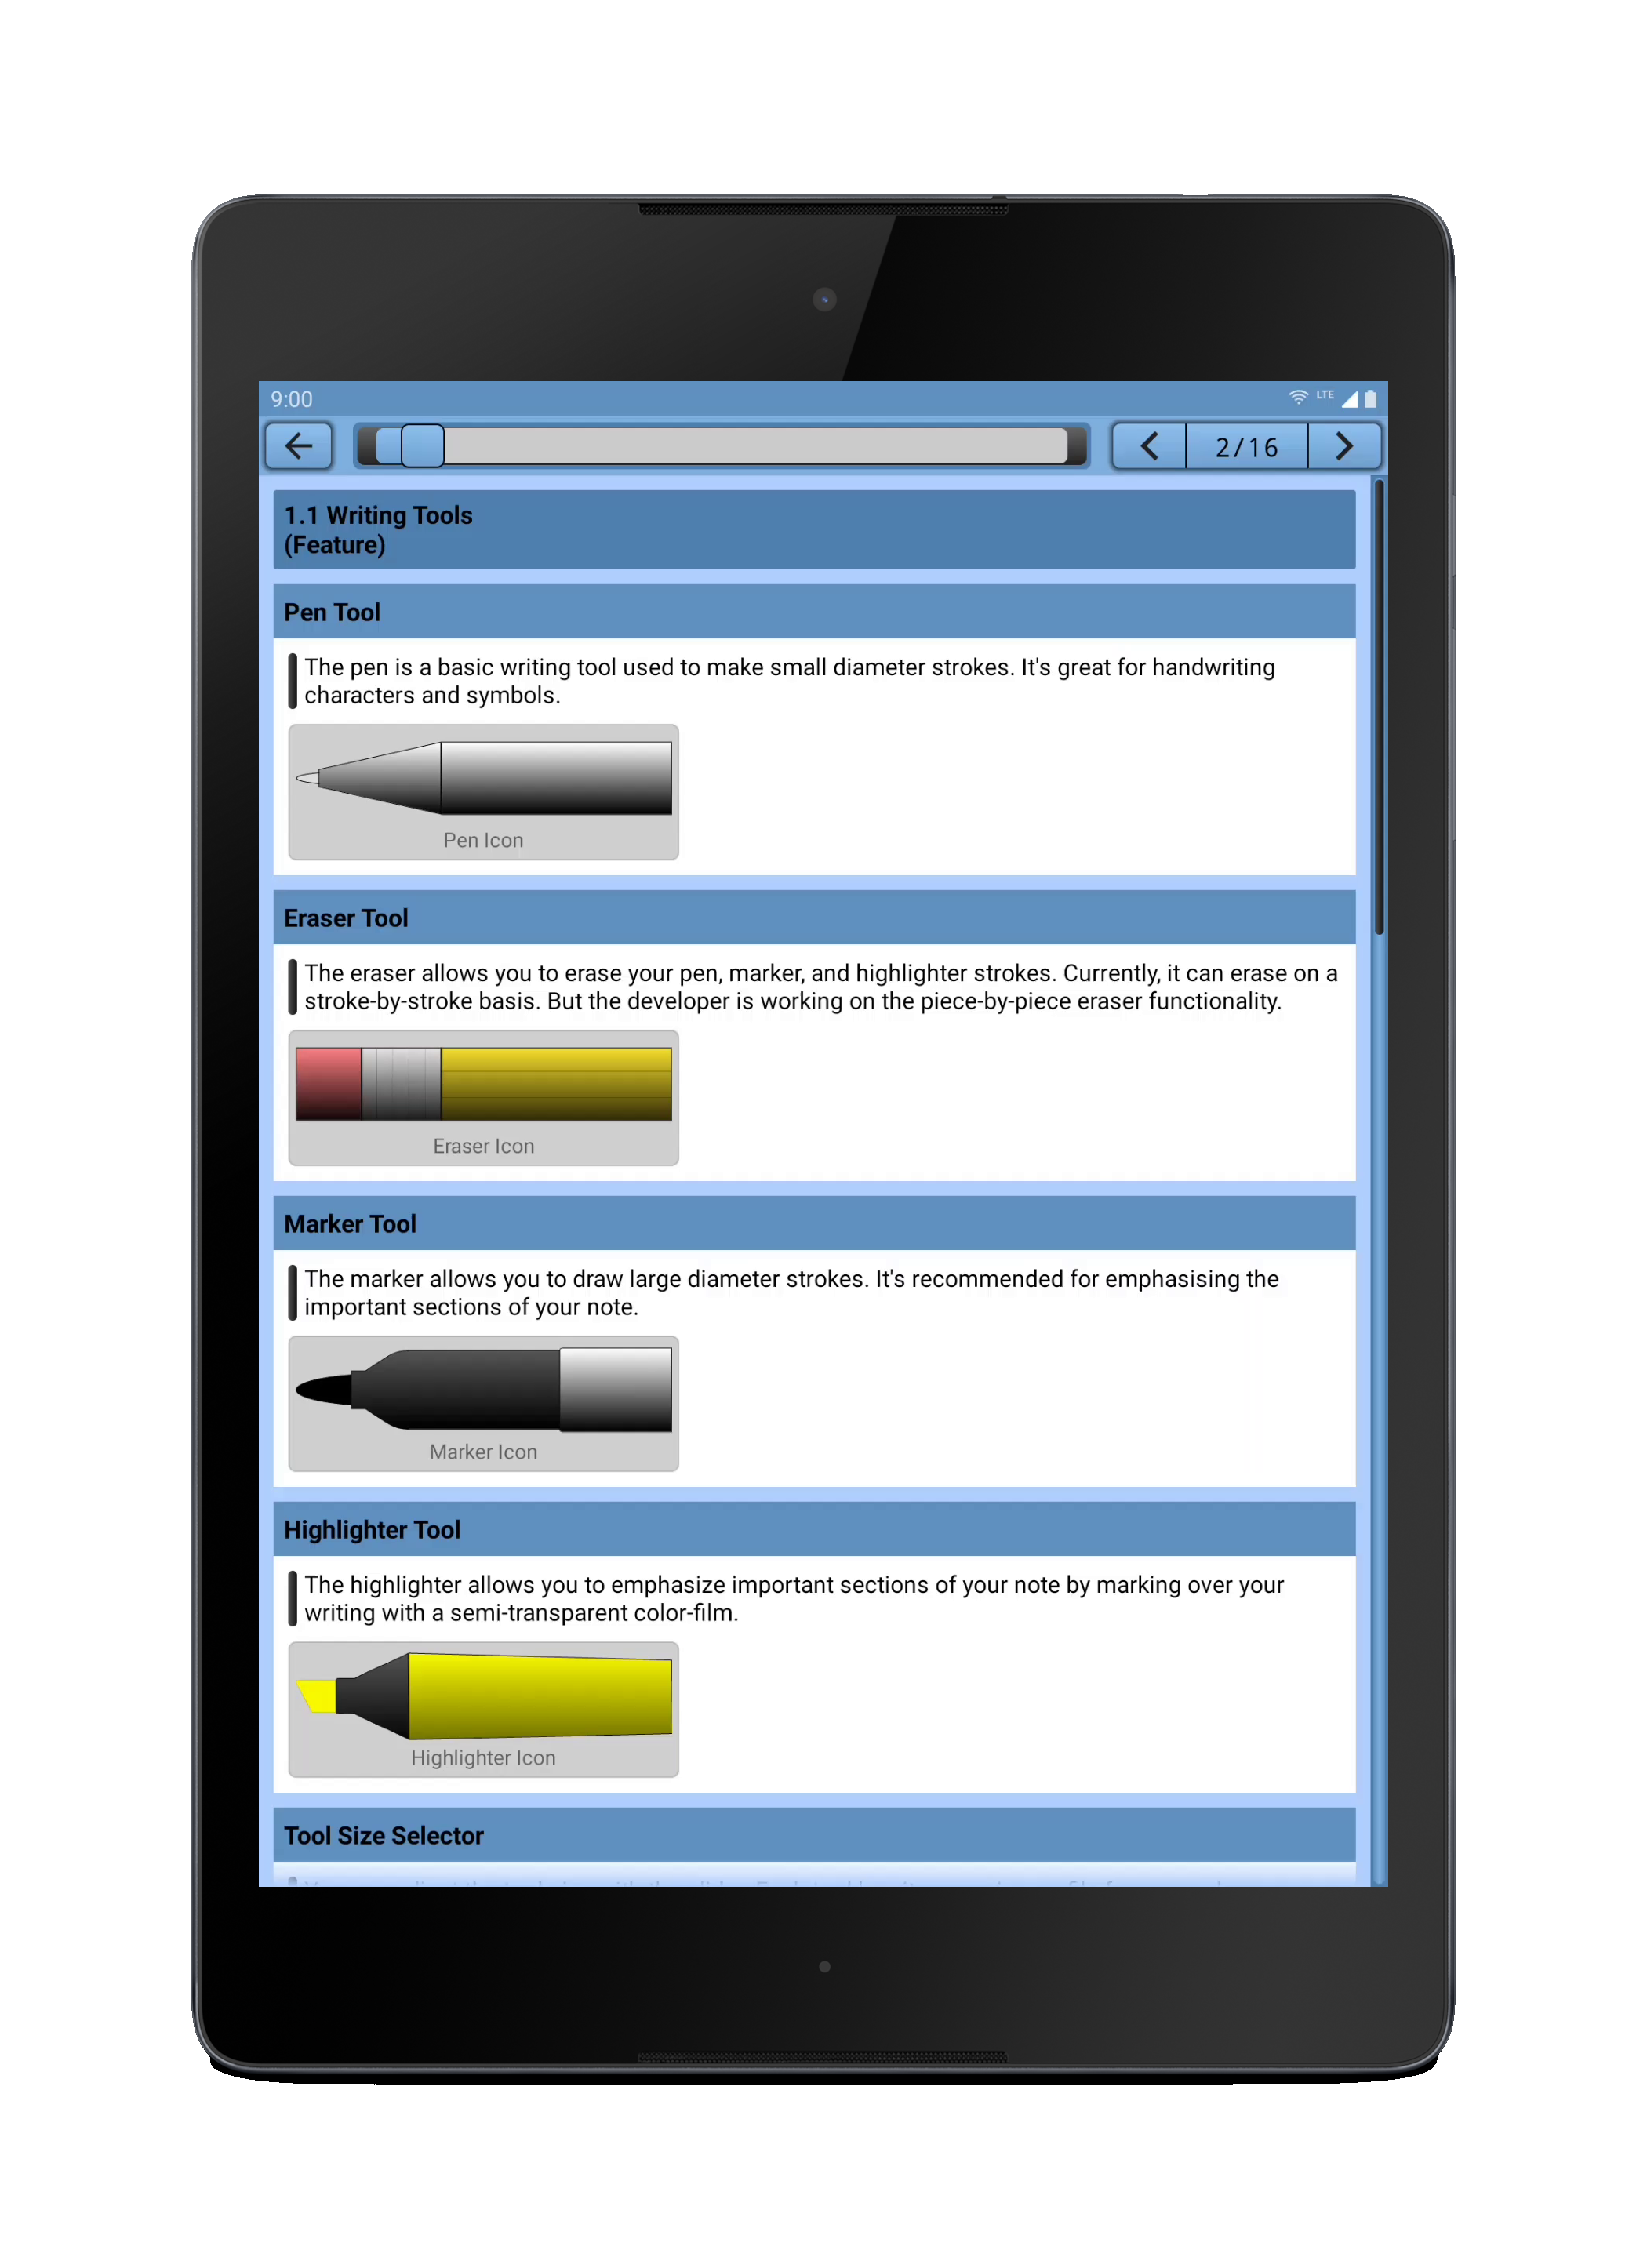 9:00
LTE
2/16
1.1 Writing Tools
(Feature)
Pen Tool
The pen is a basic writing tool used to make small diameter strokes. It's great for handwriting
characters and symbols.
Pen Icon
Eraser Tool
The eraser allows you to erase your pen, marker, and highlighter strokes. Currently, it can erase on a
stroke-by-stroke basis. But the developer is working on the piece-by-piece eraser functionality.
Eraser Icon
Marker Tool
The marker allows you to draw large diameter strokes. It's recommended for emphasising the
important sections of your note.
Marker Icon
Highlighter Tool
The highlighter allows you to emphasize important sections of your note by marking over your
writing with a semi-transparent color-film.
Highlighter Icon
Tool Size Selector